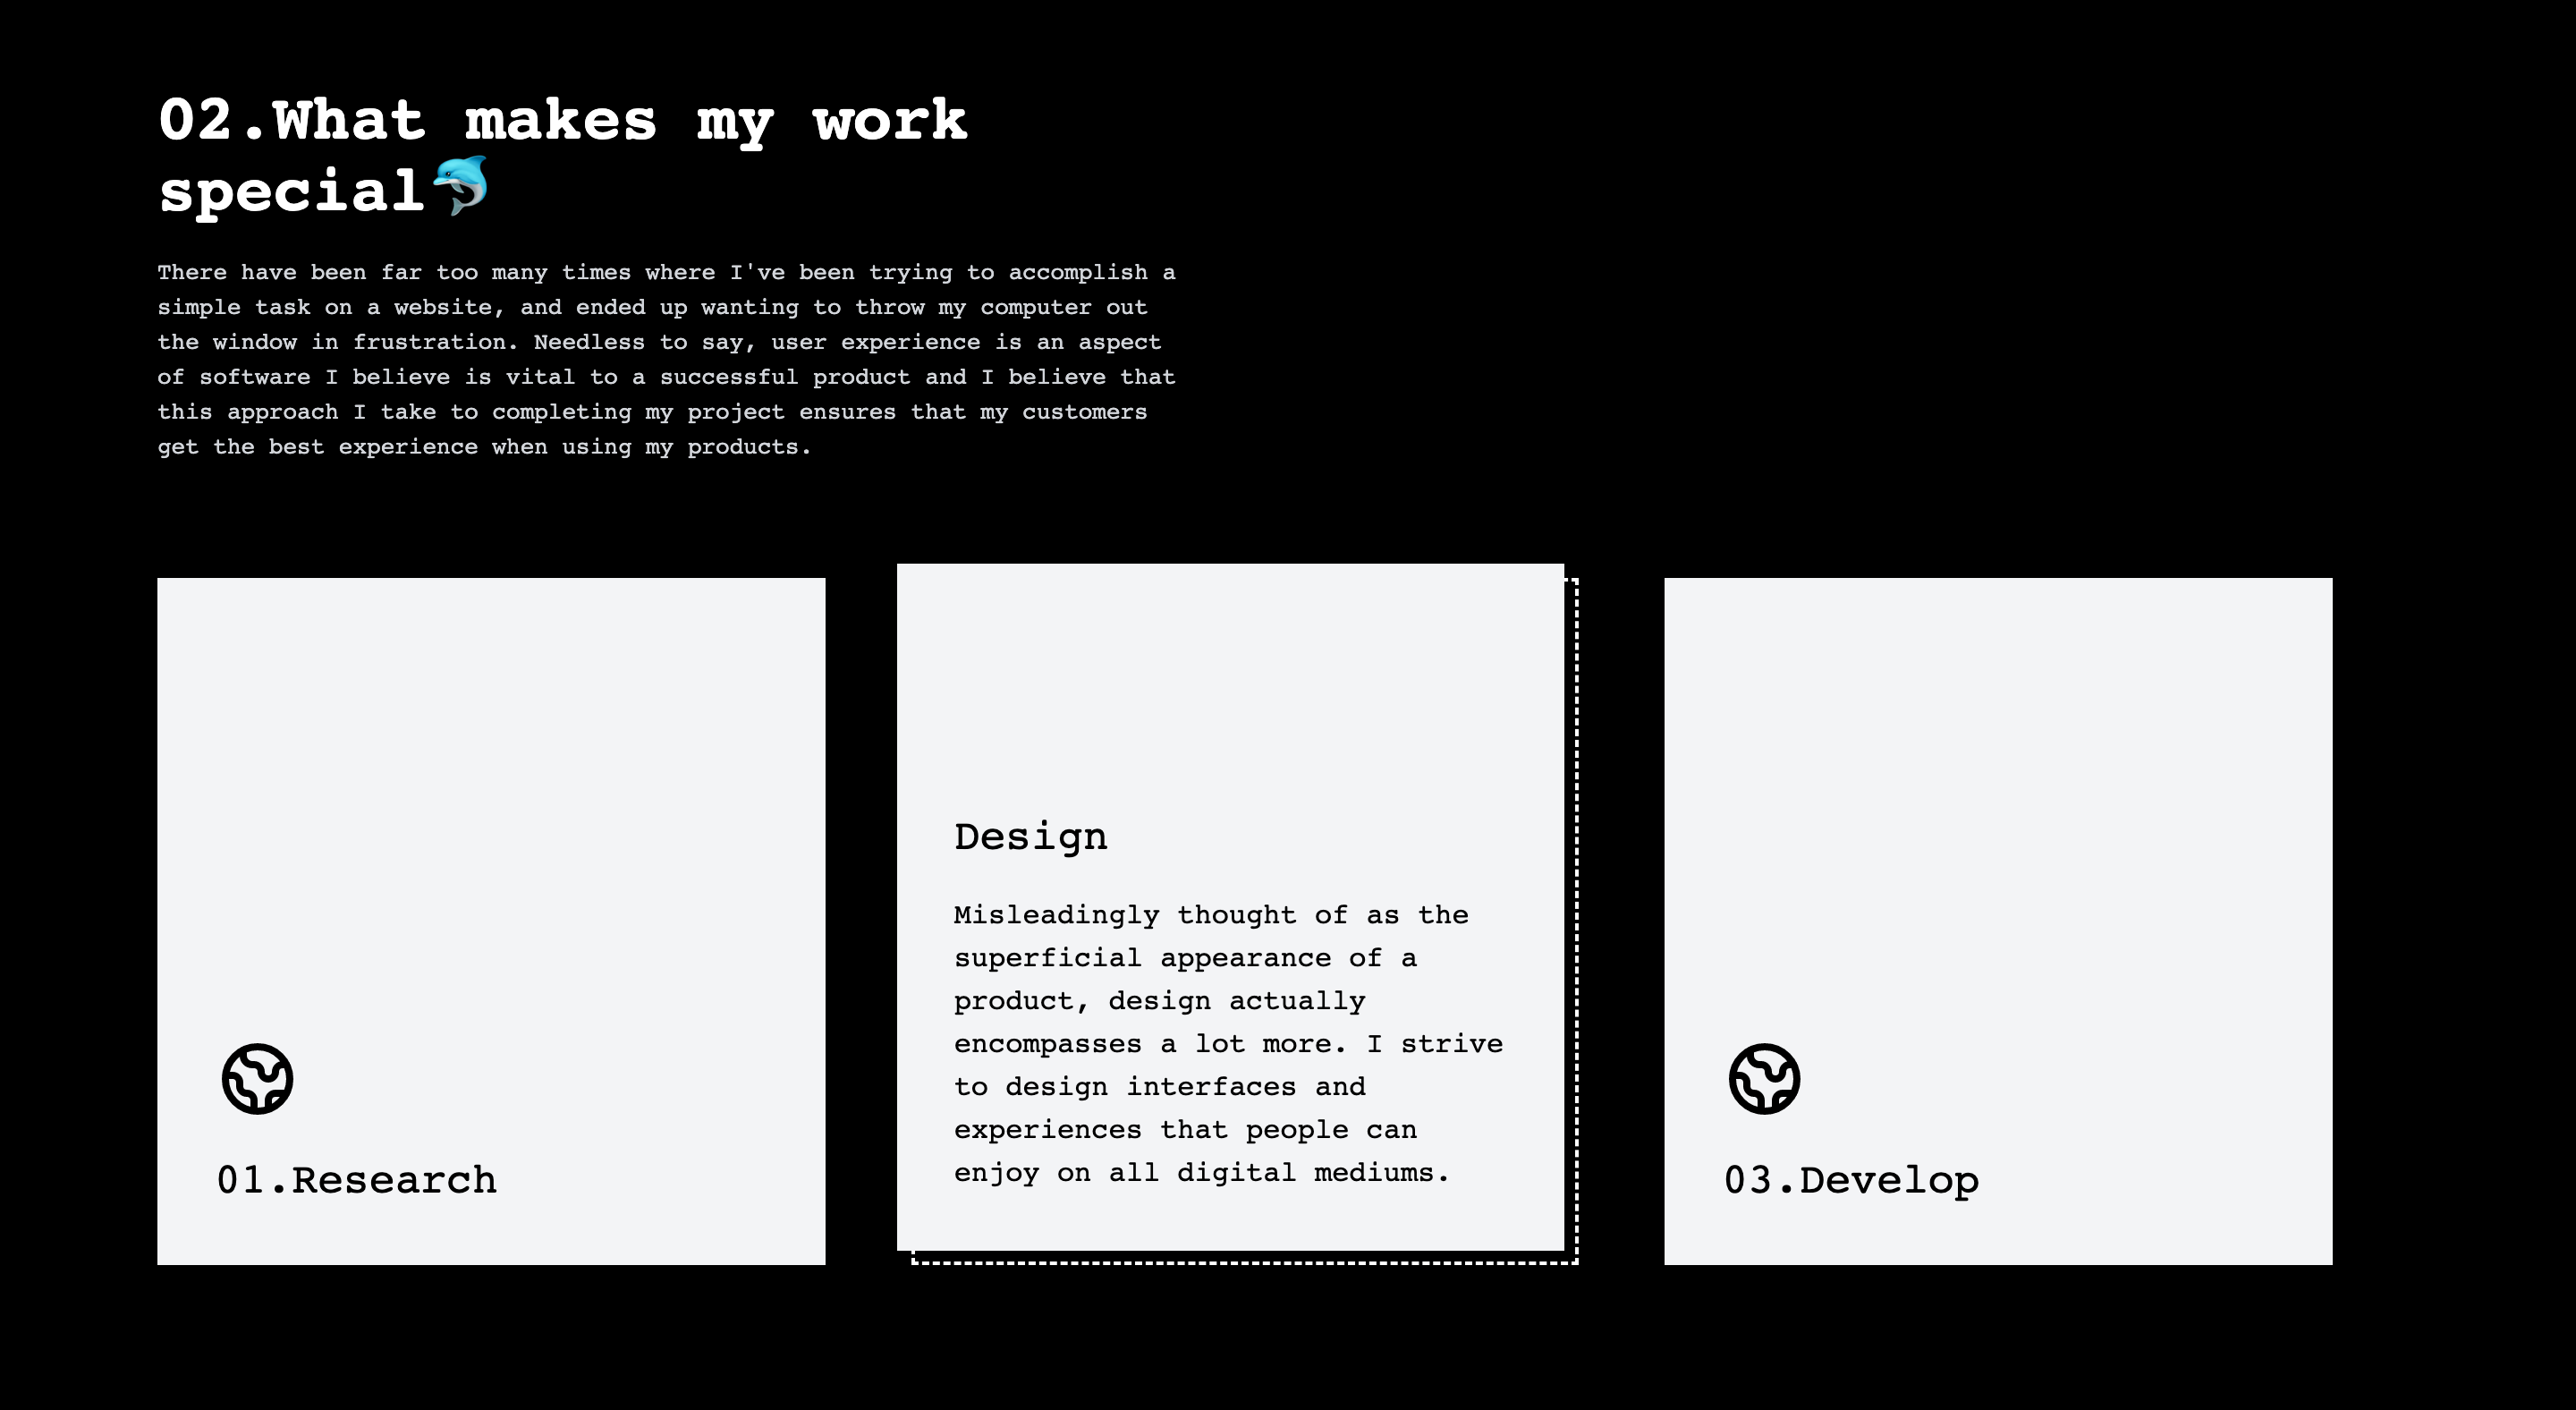 02.What makes my work
special🐬
There have been far too many times where I've been trying to accomplish a
simple task on a website, and ended up wanting to throw my computer out
the window in frustration. Needless to say, user experience is an aspect
of software I believe is vital to a successful product and I believe that
this approach I take to completing my project ensures that my customers
get the best experience when using my products.
01.Research
Design
Misleadingly thought of as the
superficial appearance of a
product, design actually
encompasses a lot more. I strive
to design interfaces and
experiences that people can
enjoy on all digital mediums.
03.Develop